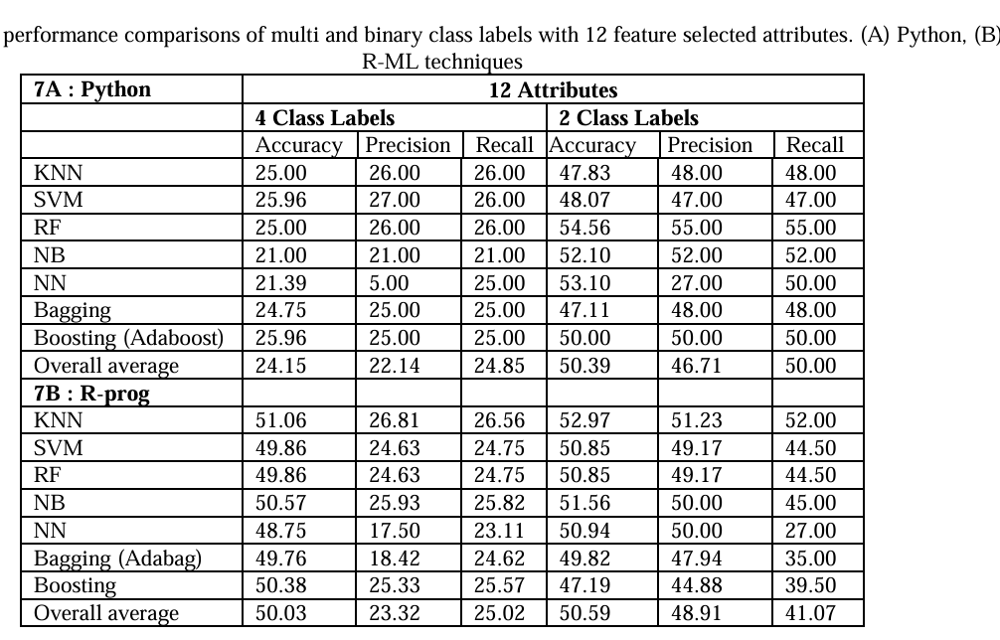 performance comparisons of multi and binary class labels with 12 feature selected attributes. (A) Python, (B)
R-ML techniques
7A : Python 12 Attributes
4 Class Labels 2 Class Labels
Accuracy Precision Recall Accuracy Precision Recall
KNN 25.00 26.00 26.00 47.83 48.00 48.00
SVM 25.96 27.00 26.00 48.07 47.00 47.00
RF 25.00 26.00 26.00 54.56 55.00 55.00
NB 21.00 21.00 21.00 52.10 52.00 52.00
NN 21.39 5.00 25.00 53.10 27.00 50.00
Bagging 24.75 25.00 25.00 47.11 48.00 48.00
Boosting (Adaboost) 25.96 25.00 25.00 50.00 50.00 50.00
Overall average 24.15 22.14 24.85 50.39 46.71 50.00
7B : R-prog
KNN 51.06 26.81 26.56 52.97 51.23 52.00
SVM 49.86 24.63 24.75 50.85 49.17 44.50
RF 49.86 24.63 24.75 50.85 49.17 44.50
NB 50.57 25.93 25.82 51.56 50.00 45.00
NN 48.75 17.50 23.11 50.94 50.00 27.00
Bagging (Adabag) 49.76 18.42 24.62 49.82 47.94 35.00
Boosting 50.38 25.33 25.57 47.19 44.88 39.50
Overall average 50.03 23.32 25.02 50.59 48.91 41.07